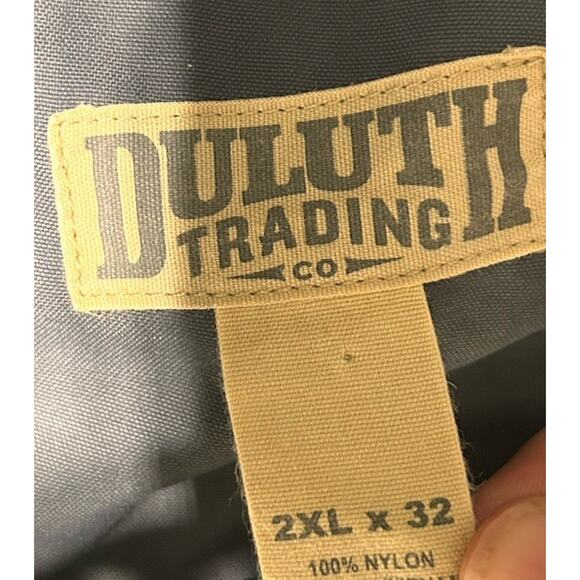 DULUTH
TRADING
CO
2XL x 32
100% NYLON